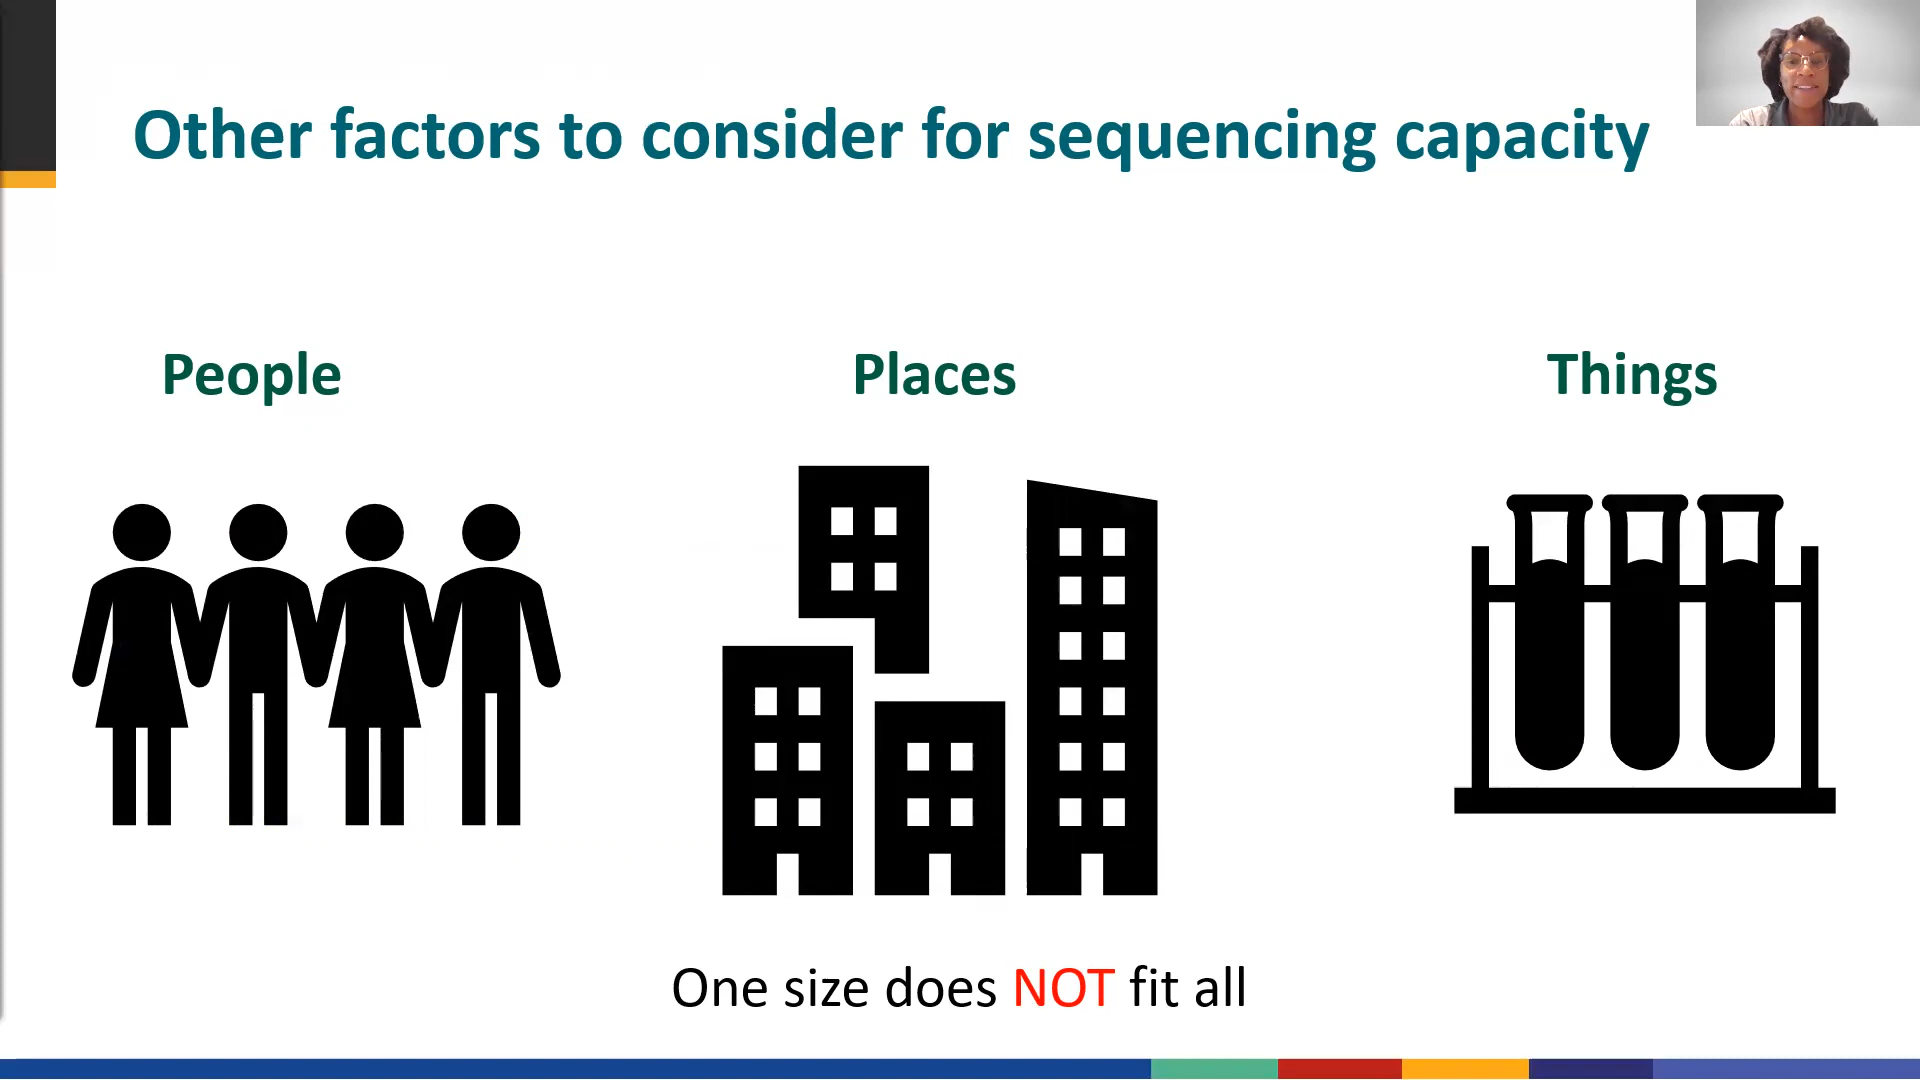 Other factors to consider for sequencing capacity
People
Places
Things
One size does NOT fit all